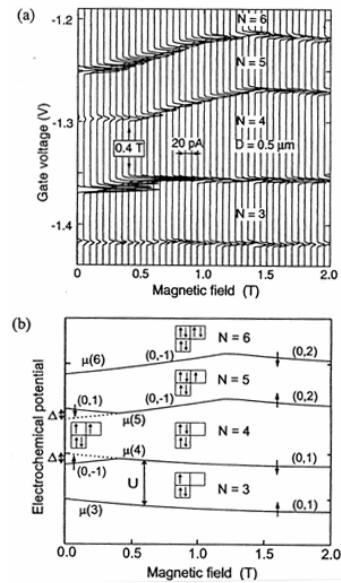 (a)
-1.2
N = 6
N = 5
Gate voltage (V)
-1.3
N = 4
0.4 T
20 pA
D = 0.5 μm
-1.4
N = 3
0 0.5 1.0 1.5 2.0
Magnetic field (T)
(b)
Electrochemical potential
N = 6
μ(6) (0,-1) (0,2)
(0,1) (0,-1) N = 5 (0,2)
Δ μ(5)
N = 4
Δ μ(4) (0,1)
(0,-1) U N = 3
μ(3) (0,1)
0.0 0.5 1.0 1.5 2.0
Magnetic field (T)